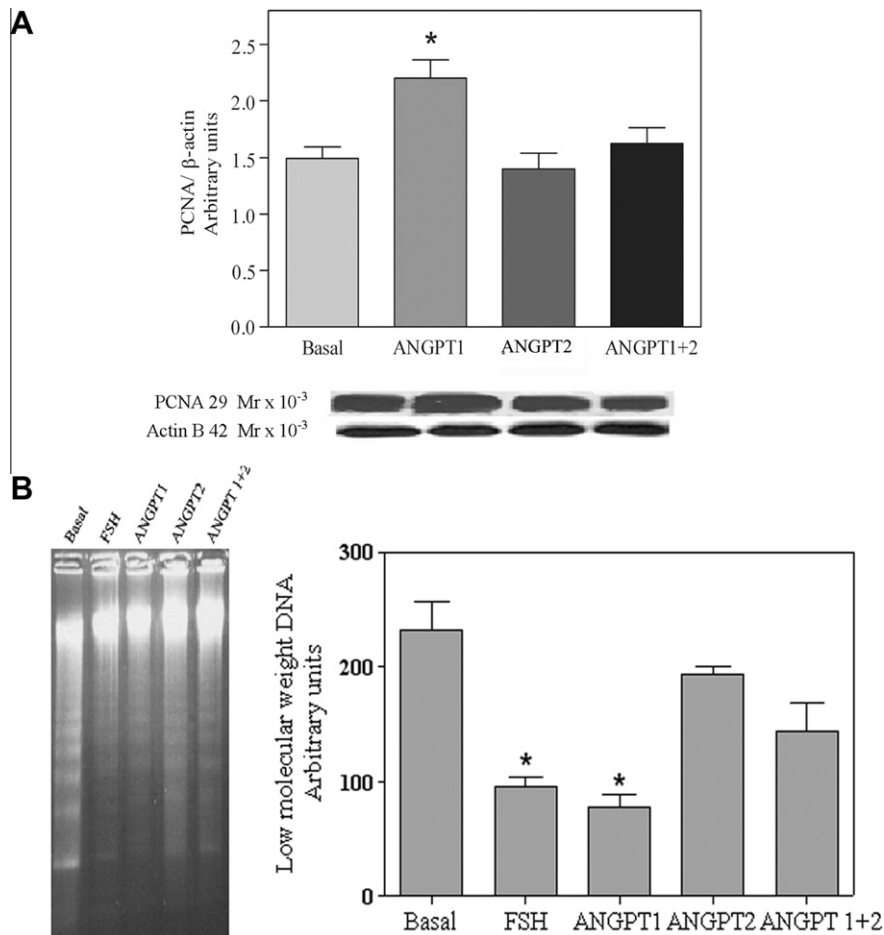 A
PCNA/ β-actin
Arbitrary units
2.5
2.0
1.5
1.0
0.5
0.0
*
Basal ANGPT1 ANGPT2 ANGPT1+2
PCNA 29 Mr x 10-3
Actin B 42 Mr x 10-3
B
Basal FSH ANGPT1 ANGPT2 ANGPT 1+2
Low molecular weight DNA
Arbitrary units
300
200
100
0
* *
Basal FSH ANGPT1 ANGPT2 ANGPT 1+2